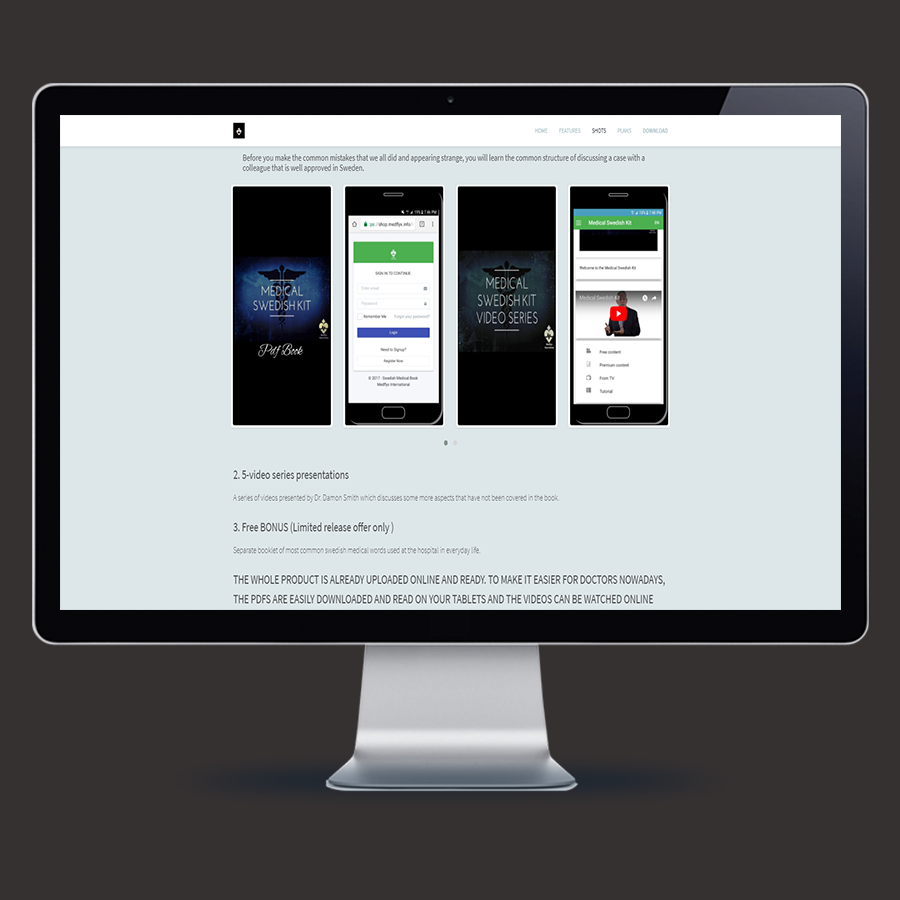 HOME FEATURES SHOTS PLANS DOWNLOAD
Before you make the common mistakes that we all did and appearing strange, you will learn the common structure of discussing a case with a
colleague that is well approved in Sweden.
MEDICAL
SWEDISH KIT
Pdf Book
shop.medflyx.info
SIGN IN TO CONTINUE
Enter email
Password
Remember Me Forgot your password?
Login
Need to Signup?
Register Now
© 2017 - Swedish Medical Book
Medflyx International
MEDICAL
SWEDISH KIT
VIDEO SERIES
Medical Swedish Kit
Welcome to the Medical Swedish Kit
Medical Swedish Kit
Free content
Premium content
From TV
Tutorial
2. 5-video series presentations
A series of videos presented by Dr. Damon Smith which discusses some more aspects that have not been covered in the book.
3. Free BONUS (Limited release offer only )
Separate booklet of most common swedish medical words used at the hospital in everyday life.
THE WHOLE PRODUCT IS ALREADY UPLOADED ONLINE AND READY. TO MAKE IT EASIER FOR DOCTORS NOWADAYS,
THE PDFS ARE EASILY DOWNLOADED AND READ ON YOUR TABLETS AND THE VIDEOS CAN BE WATCHED ONLINE